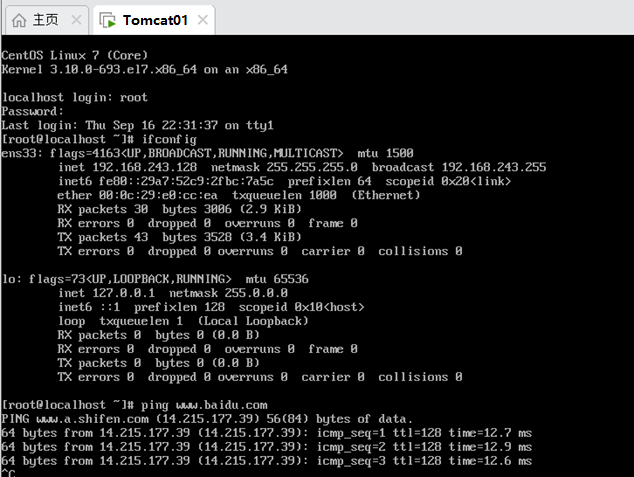 主页
Tomcat01
CentOS Linux 7 (Core)
Kernel 3.10.0-693.el7.x86_64 on an x86_64
localhost login: root
Password:
Last login: Thu Sep 16 22:31:37 on tty1
[root@localhost ~]# ifconfig
ens33: flags=4163<UP,BROADCAST,RUNNING,MULTICAST>  mtu 1500
        inet 192.168.243.128  netmask 255.255.255.0  broadcast 192.168.243.255
        inet6 fe80::29a7:52c9:2fbc:7a5c  prefixlen 64  scopeid 0x20<link>
        ether 00:0c:29:e0:cc:ea  txqueuelen 1000  (Ethernet)
        RX packets 30  bytes 3006 (2.9 KiB)
        RX errors 0  dropped 0  overruns 0  frame 0
        TX packets 43  bytes 3528 (3.4 KiB)
        TX errors 0  dropped 0 overruns 0  carrier 0  collisions 0
lo: flags=73<UP,LOOPBACK,RUNNING>  mtu 65536
        inet 127.0.0.1  netmask 255.0.0.0
        inet6 ::1  prefixlen 128  scopeid 0x10<host>
        loop  txqueuelen 1  (Local Loopback)
        RX packets 0  bytes 0 (0.0 B)
        RX errors 0  dropped 0  overruns 0  frame 0
        TX packets 0  bytes 0 (0.0 B)
        TX errors 0  dropped 0 overruns 0  carrier 0  collisions 0
[root@localhost ~]# ping www.baidu.com
PING www.a.shifen.com (14.215.177.39) 56(84) bytes of data.
64 bytes from 14.215.177.39 (14.215.177.39): icmp_seq=1 ttl=128 time=12.7 ms
64 bytes from 14.215.177.39 (14.215.177.39): icmp_seq=2 ttl=128 time=12.9 ms
64 bytes from 14.215.177.39 (14.215.177.39): icmp_seq=3 ttl=128 time=12.6 ms
^C